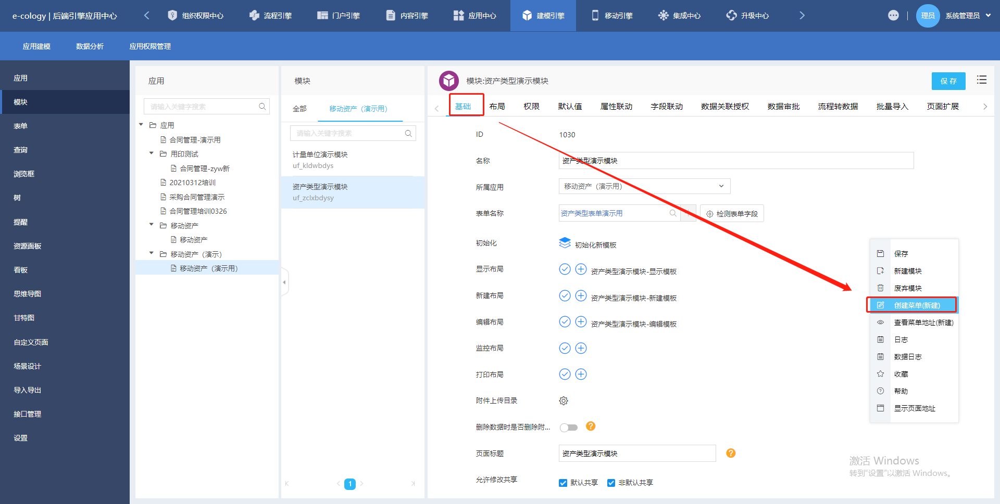 e-cology | 后端引擎应用中心
组织权限中心
流程引擎
门户引擎
内容引擎
应用中心
建模引擎
移动引擎
集成中心
升级中心
理员
系统管理员
应用建模
数据分析
应用权限管理
应用
模块
表单
查询
浏览框
树
提醒
资源面板
看板
思维导图
甘特图
自定义页面
场景设计
导入导出
接口管理
设置
应用
请输入关键字搜索
应用
合同管理-演示用
用印测试
合同管理-zyw新
20210312培训
采购合同管理演示
合同管理培训0326
移动资产
移动资产
移动资产（演示）
移动资产（演示用）
模块
全部
移动资产（演示用）
请输入关键字搜索
计量单位演示模块
uf_kldwbdys
资产类型演示模块
uf_zclxbdysy
1
模块:资产类型演示模块
保 存
基础
布局
权限
默认值
属性联动
字段联动
数据关联授权
数据审批
流程转数据
批量导入
页面扩展
ID
1030
名称
资产类型演示模块
所属应用
移动资产（演示用）
表单名称
资产类型表单演示用
检测表单字段
初始化
初始化新模板
显示布局
资产类型演示模块-显示模板
新建布局
资产类型演示模块-新建模板
编辑布局
资产类型演示模块-编辑模板
监控布局
打印布局
附件上传目录
删除数据时是否删除附...
页面标题
资产类型演示模块
允许修改共享
默认共享
非默认共享
保存
新建模块
废弃模块
创建菜单(新建)
查看菜单地址(新建)
日志
数据日志
收藏
帮助
显示页面地址
激活 Windows
转到"设置"以激活 Windows。